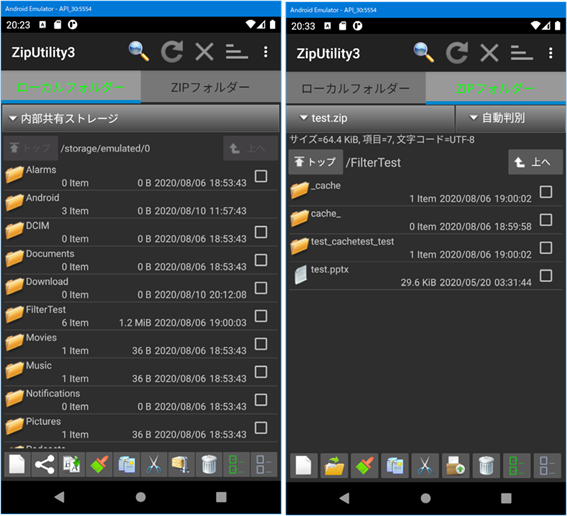 Android Emulator - API_30:5554
20:23
ZipUtility3
ローカルフォルダー
ZIPフォルダー
内部共有ストレージ
トップ
/storage/emulated/0
上へ
Alarms
0 Item 0 B 2020/08/06 18:53:43
Android
3 Item 0 B 2020/08/10 11:57:43
DCIM
0 Item 0 B 2020/08/06 18:53:43
Documents
0 Item 0 B 2020/08/06 18:53:43
Download
0 Item 0 B 2020/08/10 20:12:08
FilterTest
6 Item 1.2 MiB 2020/08/06 19:00:03
Movies
1 Item 36 B 2020/08/06 18:53:43
Music
1 Item 36 B 2020/08/06 18:53:43
Notifications
0 Item 0 B 2020/08/06 18:53:43
Pictures
1 Item 36 B 2020/08/06 18:53:43
Android Emulator - API_30:5554
20:53
ZipUtility3
ローカルフォルダー
ZIPフォルダー
test.zip
自動判別
サイズ=64.4 KiB, 項目=7, 文字コード=UTF-8
トップ
/FilterTest
上へ
_cache
1 Item 2020/08/06 19:00:02
cache_
0 Item 2020/08/06 18:59:58
test_cachetest_test
1 Item 2020/08/06 19:00:02
test.pptx
29.6 KiB 2020/05/20 03:31:44